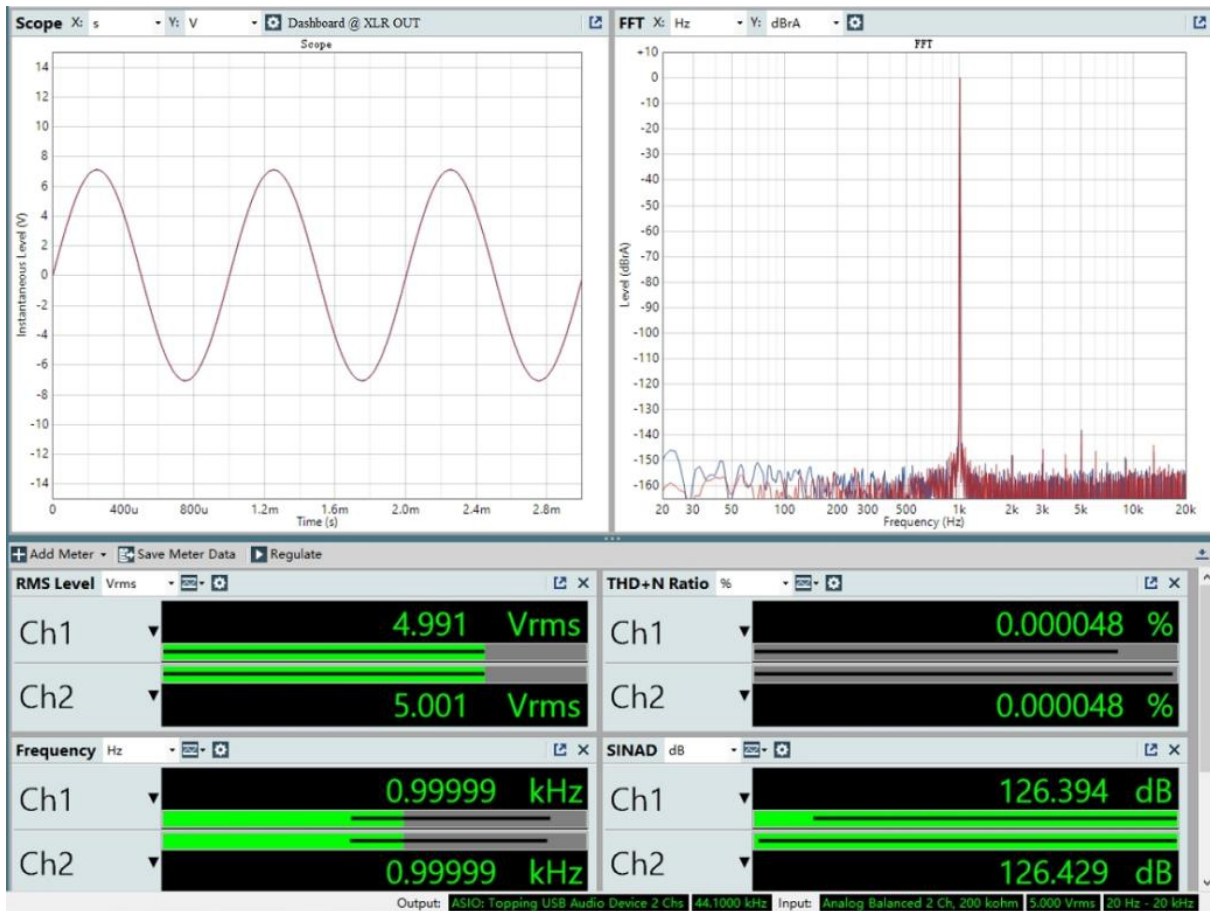 Scope X: s Y: V Dashboard @ XLR OUT
Scope
14
12
10
8
6
4
2
0
-2
-4
-6
-8
-10
-12
-14
Instantaneous Level (V)
0 400u 800u 1.2m 1.6m 2.0m 2.4m 2.8m
Time (s)
FFT X: Hz Y: dBrA
FFT
+10
0
-10
-20
-30
-40
-50
-60
-70
-80
-90
-100
-110
-120
-130
-140
-150
-160
Level (dBrA)
20 30 50 100 200 300 500 1k 2k 3k 5k 10k 20k
Frequency (Hz)
Add Meter Save Meter Data Regulate
RMS Level Vrms
Ch1 4.991 Vrms
Ch2 5.001 Vrms
THD+N Ratio %
Ch1 0.000048 %
Ch2 0.000048 %
Frequency Hz
Ch1 0.99999 kHz
Ch2 0.99999 kHz
SINAD dB
Ch1 126.394 dB
Ch2 126.429 dB
Output: ASIO: Topping USB Audio Device 2 Chs 44.1000 kHz Input: Analog Balanced 2 Ch, 200 kohm 5.000 Vrms 20 Hz - 20 kHz